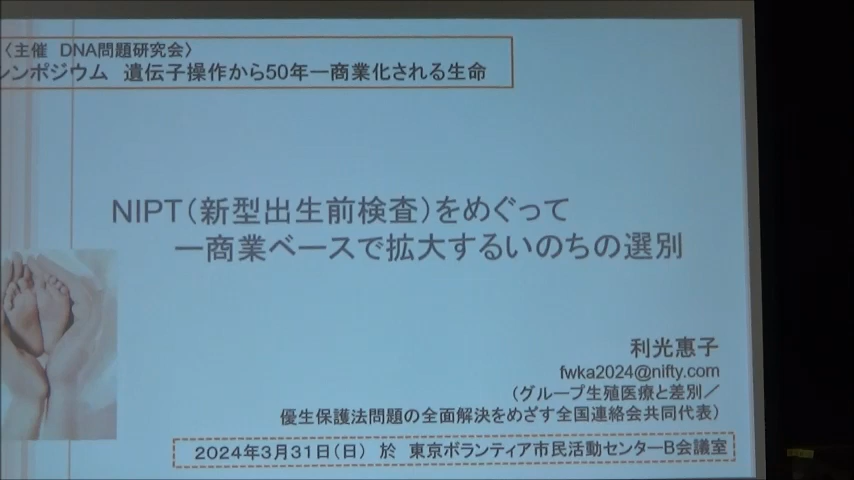 〈主催 DNA問題研究会〉
シンポジウム 遺伝子操作から50年―商業化される生命
NIPT(新型出生前検査)をめぐって
―商業ベースで拡大するいのちの選別
利光惠子
fwka2024@nifty.com
(グループ生殖医療と差別/
優生保護法問題の全面解決をめざす全国連絡会共同代表)
2024年3月31日(日) 於 東京ボランティア市民活動センターB会議室